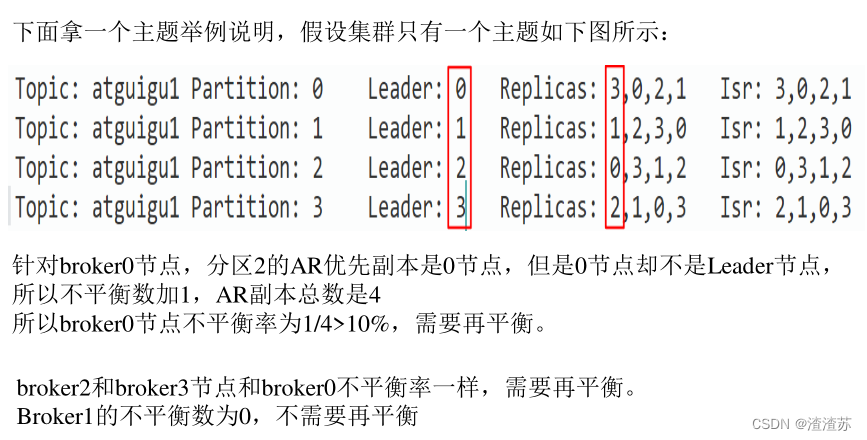 下面拿一个主题举例说明，假设集群只有一个主题如下图所示：
Topic: atguigu1 Partition: 0 Leader: 0 Replicas: 3,0,2,1 Isr: 3,0,2,1
Topic: atguigu1 Partition: 1 Leader: 1 Replicas: 1,2,3,0 Isr: 1,2,3,0
Topic: atguigu1 Partition: 2 Leader: 2 Replicas: 0,3,1,2 Isr: 0,3,1,2
Topic: atguigu1 Partition: 3 Leader: 3 Replicas: 2,1,0,3 Isr: 2,1,0,3
针对broker0节点，分区2的AR优先副本是0节点，但是0节点却不是Leader节点，
所以不平衡数加1，AR副本总数是4
所以broker0节点不平衡率为1/4>10%，需要再平衡。
broker2和broker3节点和broker0不平衡率一样，需要再平衡。
Broker1的不平衡数为0，不需要再平衡
CSDN @渣渣苏